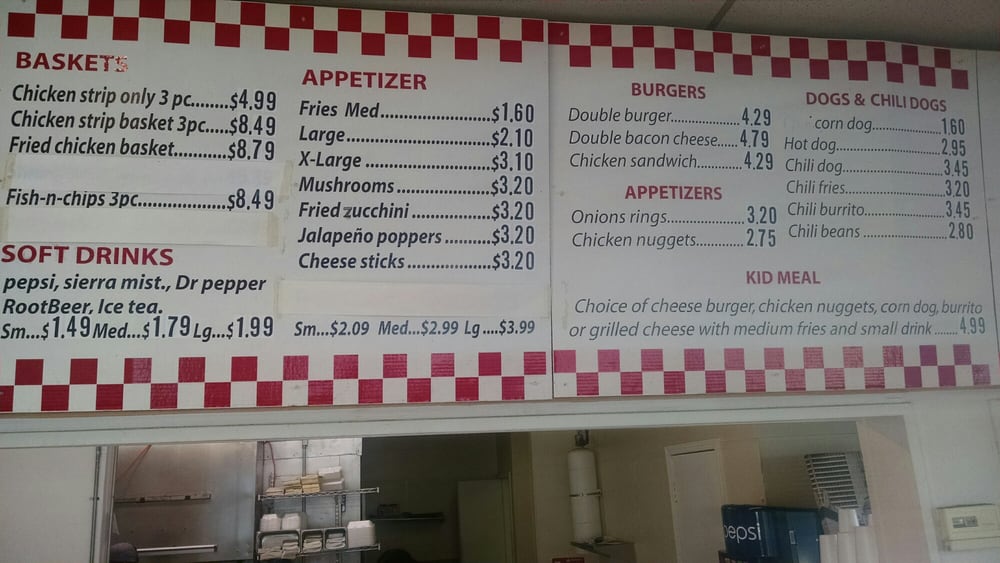 BASKETS
Chicken strip only 3 pc........$4.99
Chicken strip basket 3pc.....$8.49
Fried chicken basket...........$8.79
Fish-n-chips 3pc.................$8.49
SOFT DRINKS
pepsi, sierra mist., Dr pepper
RootBeer, Ice tea.
Sm...$1.49 Med...$1.79 Lg...$1.99
APPETIZER
Fries Med......................$1.60
Large.............................$2.10
X-Large .........................$3.10
Mushrooms...................$3.20
Fried zucchini ................$3.20
Jalapeño poppers ..........$3.20
Cheese sticks.................$3.20
Sm...$2.09 Med...$2.99 Lg ....$3.99
BURGERS
Double burger.................4.29
Double bacon cheese......4.79
Chicken sandwich...........4.29
APPETIZERS
Onions rings...................3.20
Chicken nuggets.............2.75
DOGS & CHILI DOGS
corn dog.................1.60
Hot dog.......................2.95
Chili dog......................3.45
Chili fries.....................3.20
Chili burrito.................3.45
Chili beans ..................2.80
KID MEAL
Choice of cheese burger, chicken nuggets, corn dog, burrito
or grilled cheese with medium fries and small drink .......4.99
pepsi